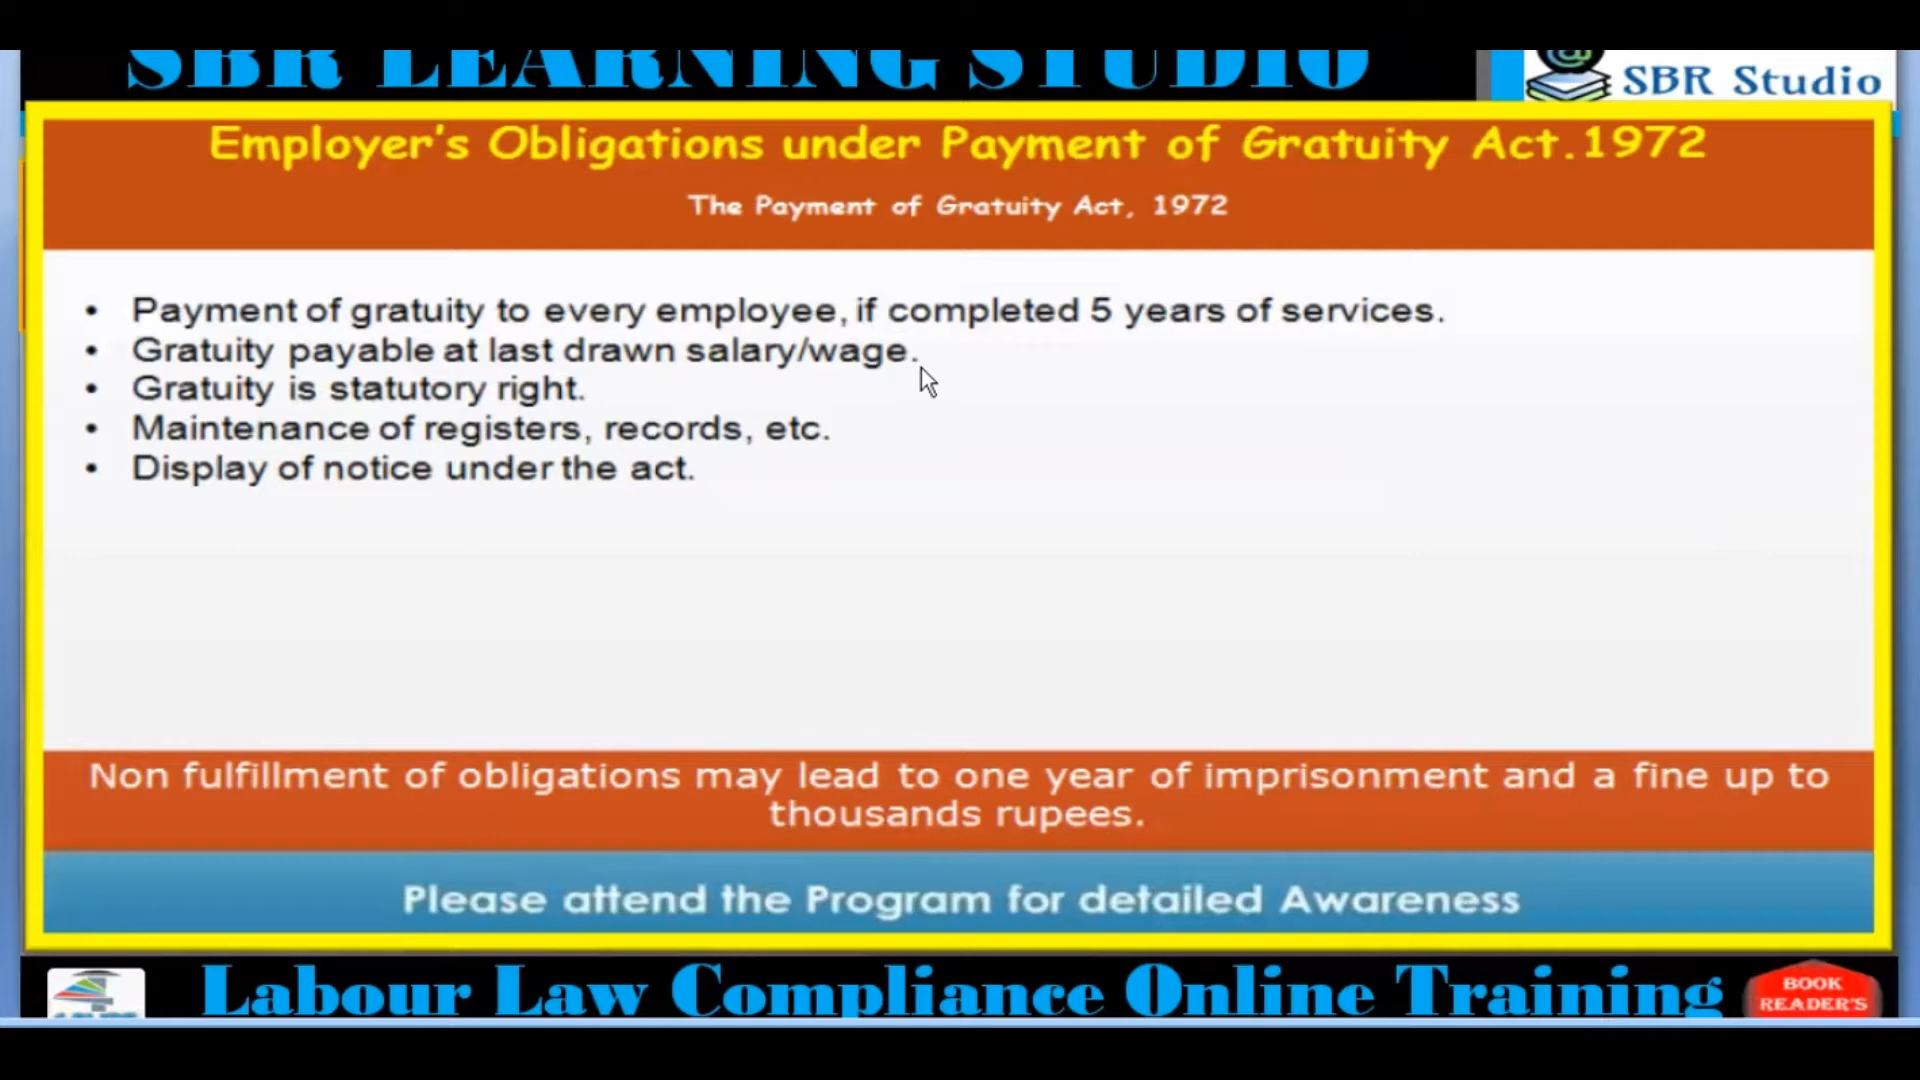 SBR LEARNING STUDIO
SBR Studio
Employer's Obligations under Payment of Gratuity Act.1972
The Payment of Gratuity Act, 1972
• Payment of gratuity to every employee, if completed 5 years of services.
• Gratuity payable at last drawn salary/wage.
• Gratuity is statutory right.
• Maintenance of registers, records, etc.
• Display of notice under the act.
Non fulfillment of obligations may lead to one year of imprisonment and a fine up to
thousands rupees.
Please attend the Program for detailed Awareness
Labour Law Compliance Online Training
BOOK
READER'S